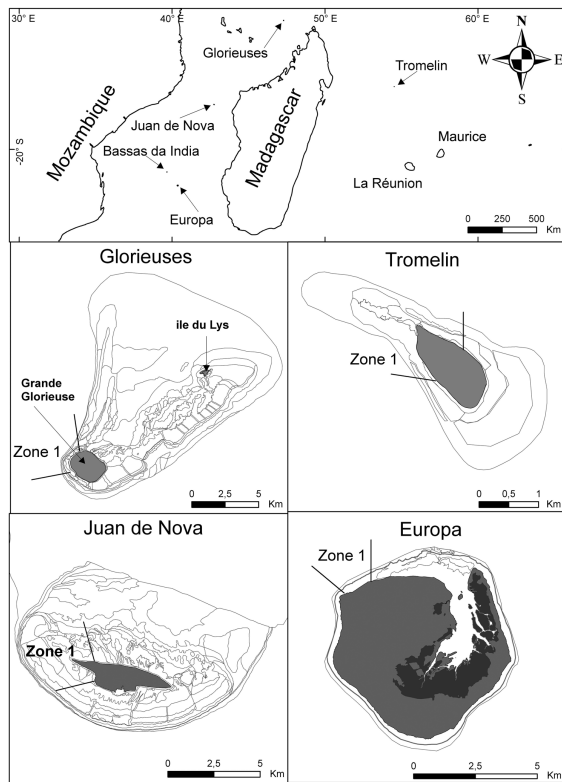 30° E 40° E 50° E 60° E
N
W E
S
Glorieuses
Tromelin
Mozambique
Juan de Nova
Madagascar
-20° S
Bassas da India
Maurice
La Réunion
Europa
0 250 500
Km
Glorieuses
ile du Lys
Grande
Glorieuse
Zone 1
0 2,5 5
Km
Tromelin
Zone 1
0 0,5 1
Km
Juan de Nova
Zone 1
0 2,5 5
Km
Europa
Zone 1
0 2,5 5
Km